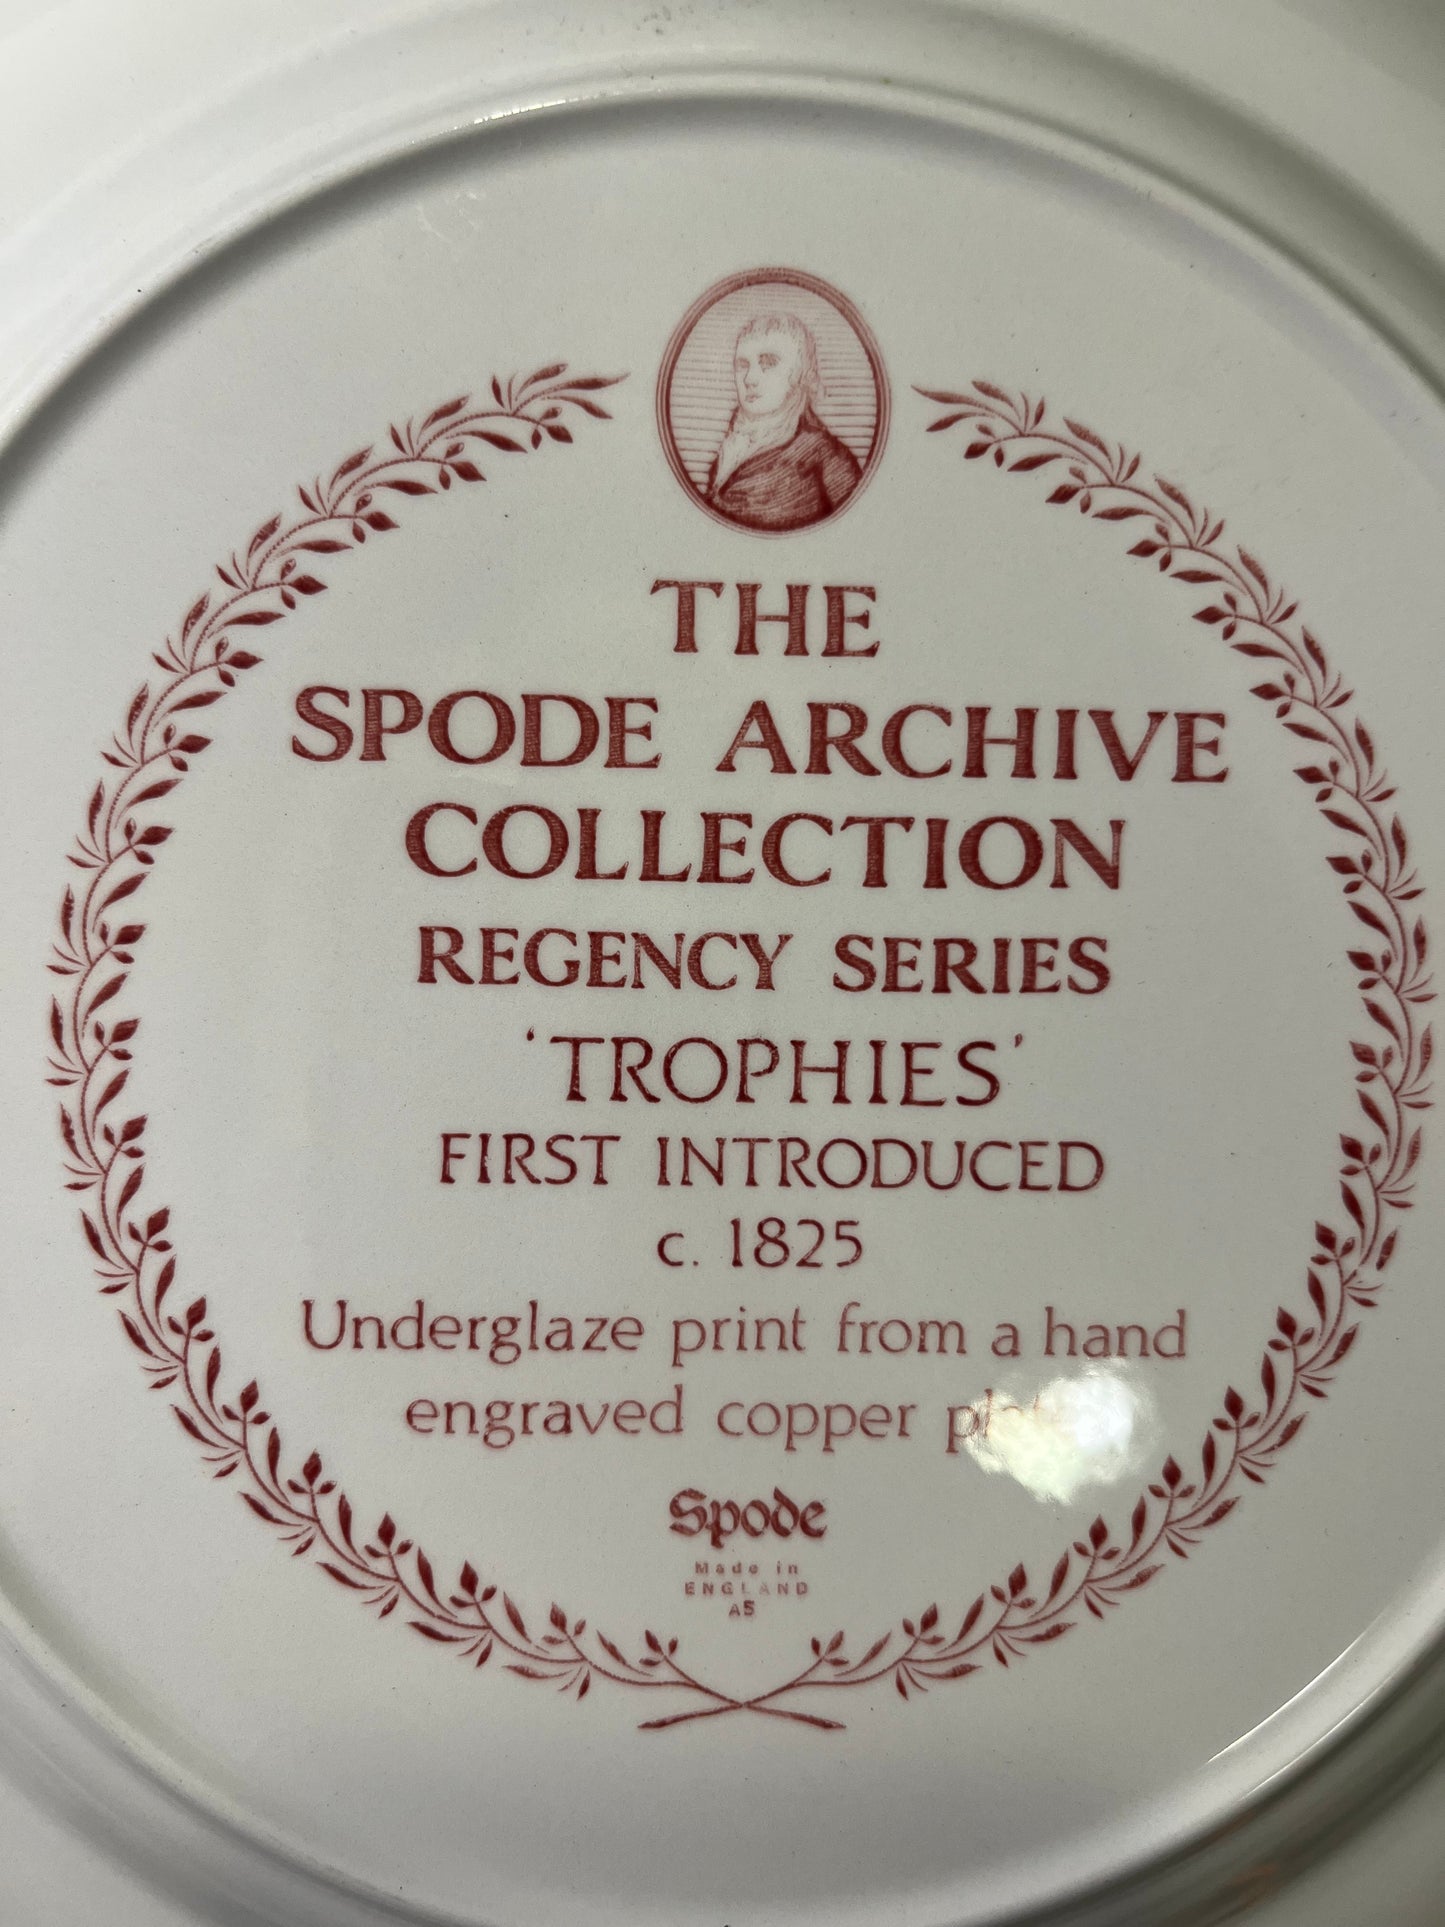 THE
SPODE ARCHIVE
COLLECTION
REGENCY SERIES
‘TROPHIES’
FIRST INTRODUCED
c. 1825
Underglaze print from a hand
engraved copper
Spode
Made in
ENGLAND
A5